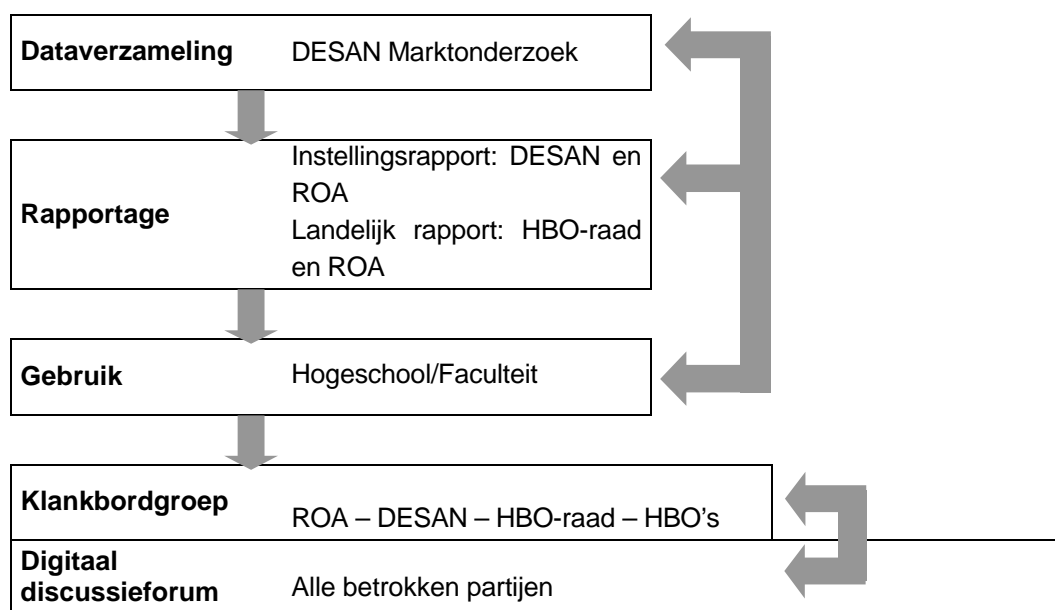 Dataverzameling DESAN Marktonderzoek
Instellingsrapport: DESAN en
ROA
Rapportage
Landelijk rapport: HBO-raad
en ROA
Gebruik Hogeschool/Faculteit
Klankbordgroep
ROA – DESAN – HBO-raad – HBO’s
Digitaal
discussieforum Alle betrokken partijen